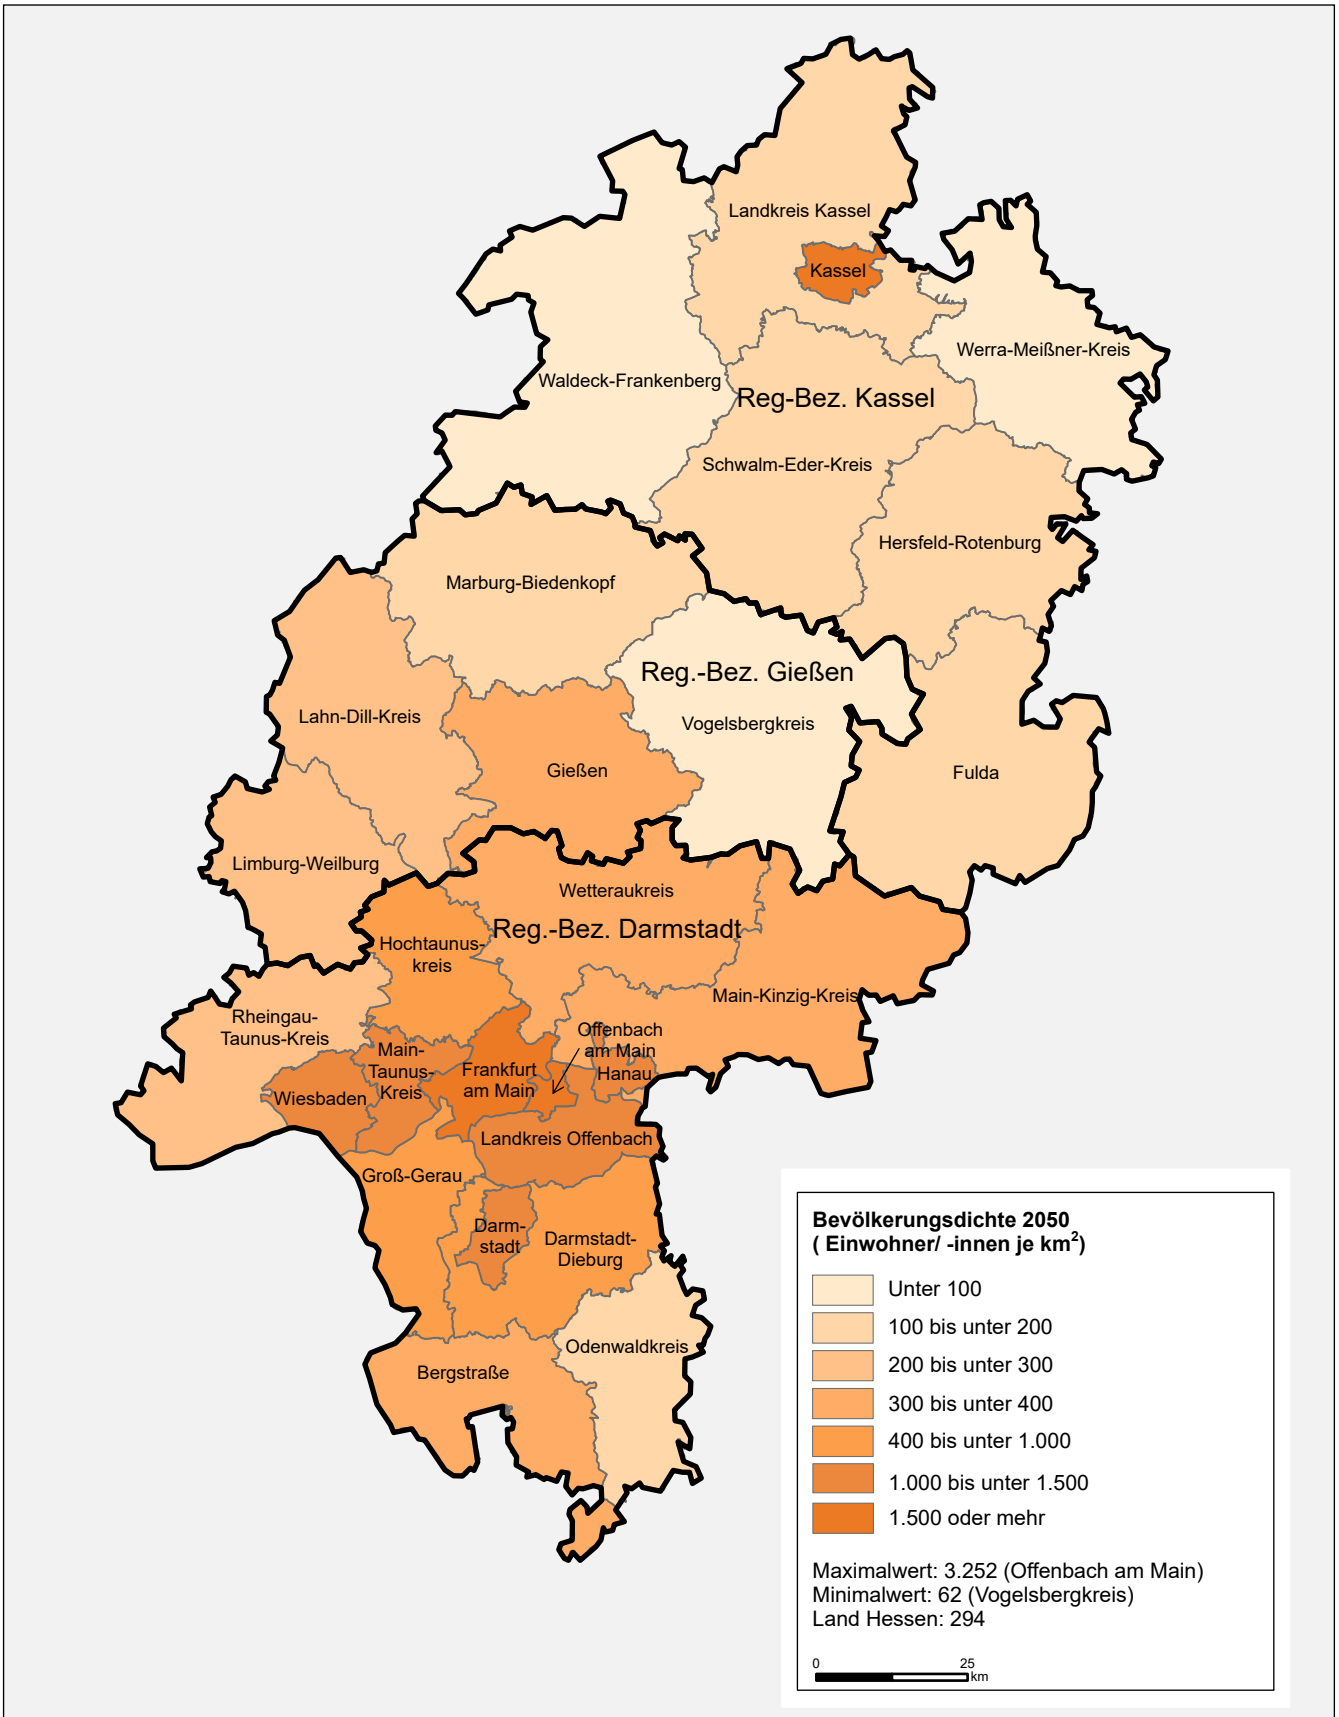 Landkreis Kassel
Kassel
Werra-Meißner-Kreis
Waldeck-Frankenberg
Reg-Bez. Kassel
Schwalm-Eder-Kreis
Hersfeld-Rotenburg
Marburg-Biedenkopf
Reg.-Bez. Gießen
Lahn-Dill-Kreis
Vogelsbergkreis
Gießen
Fulda
Limburg-Weilburg
Wetteraukreis
Reg.-Bez. Darmstadt
Hochtaunus-
kreis
Main-Kinzig-Kreis
Rheingau-
Taunus-Kreis
Offenbach
am Main
Main-
Taunus-
Kreis
Frankfurt
am Main
Hanau
Wiesbaden
Landkreis Offenbach
Groß-Gerau
Darm-
stadt
Darmstadt-
Dieburg
Odenwaldkreis
Bergstraße
Bevölkerungsdichte 2050
( Einwohner/ -innen je km²)
Unter 100
100 bis unter 200
200 bis unter 300
300 bis unter 400
400 bis unter 1.000
1.000 bis unter 1.500
1.500 oder mehr
Maximalwert: 3.252 (Offenbach am Main)
Minimalwert: 62 (Vogelsbergkreis)
Land Hessen: 294
0 25
km